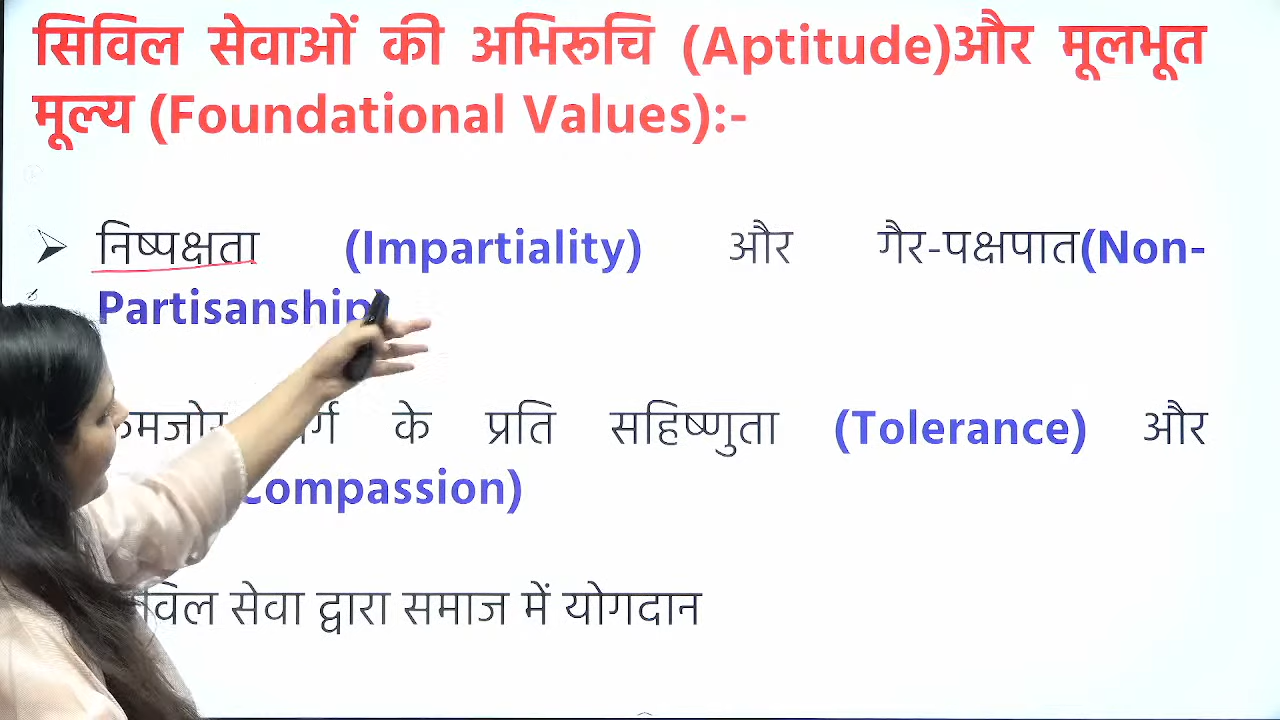 सिविल सेवाओं की अभिरूचि (Aptitude)और मूलभूत
मूल्य (Foundational Values):-
निष्पक्षता (Impartiality) और गैर-पक्षपात(Non-
Partisanship)
के प्रति सहिष्णुता (Tolerance) और
Compassion)
सेवा द्वारा समाज में योगदान